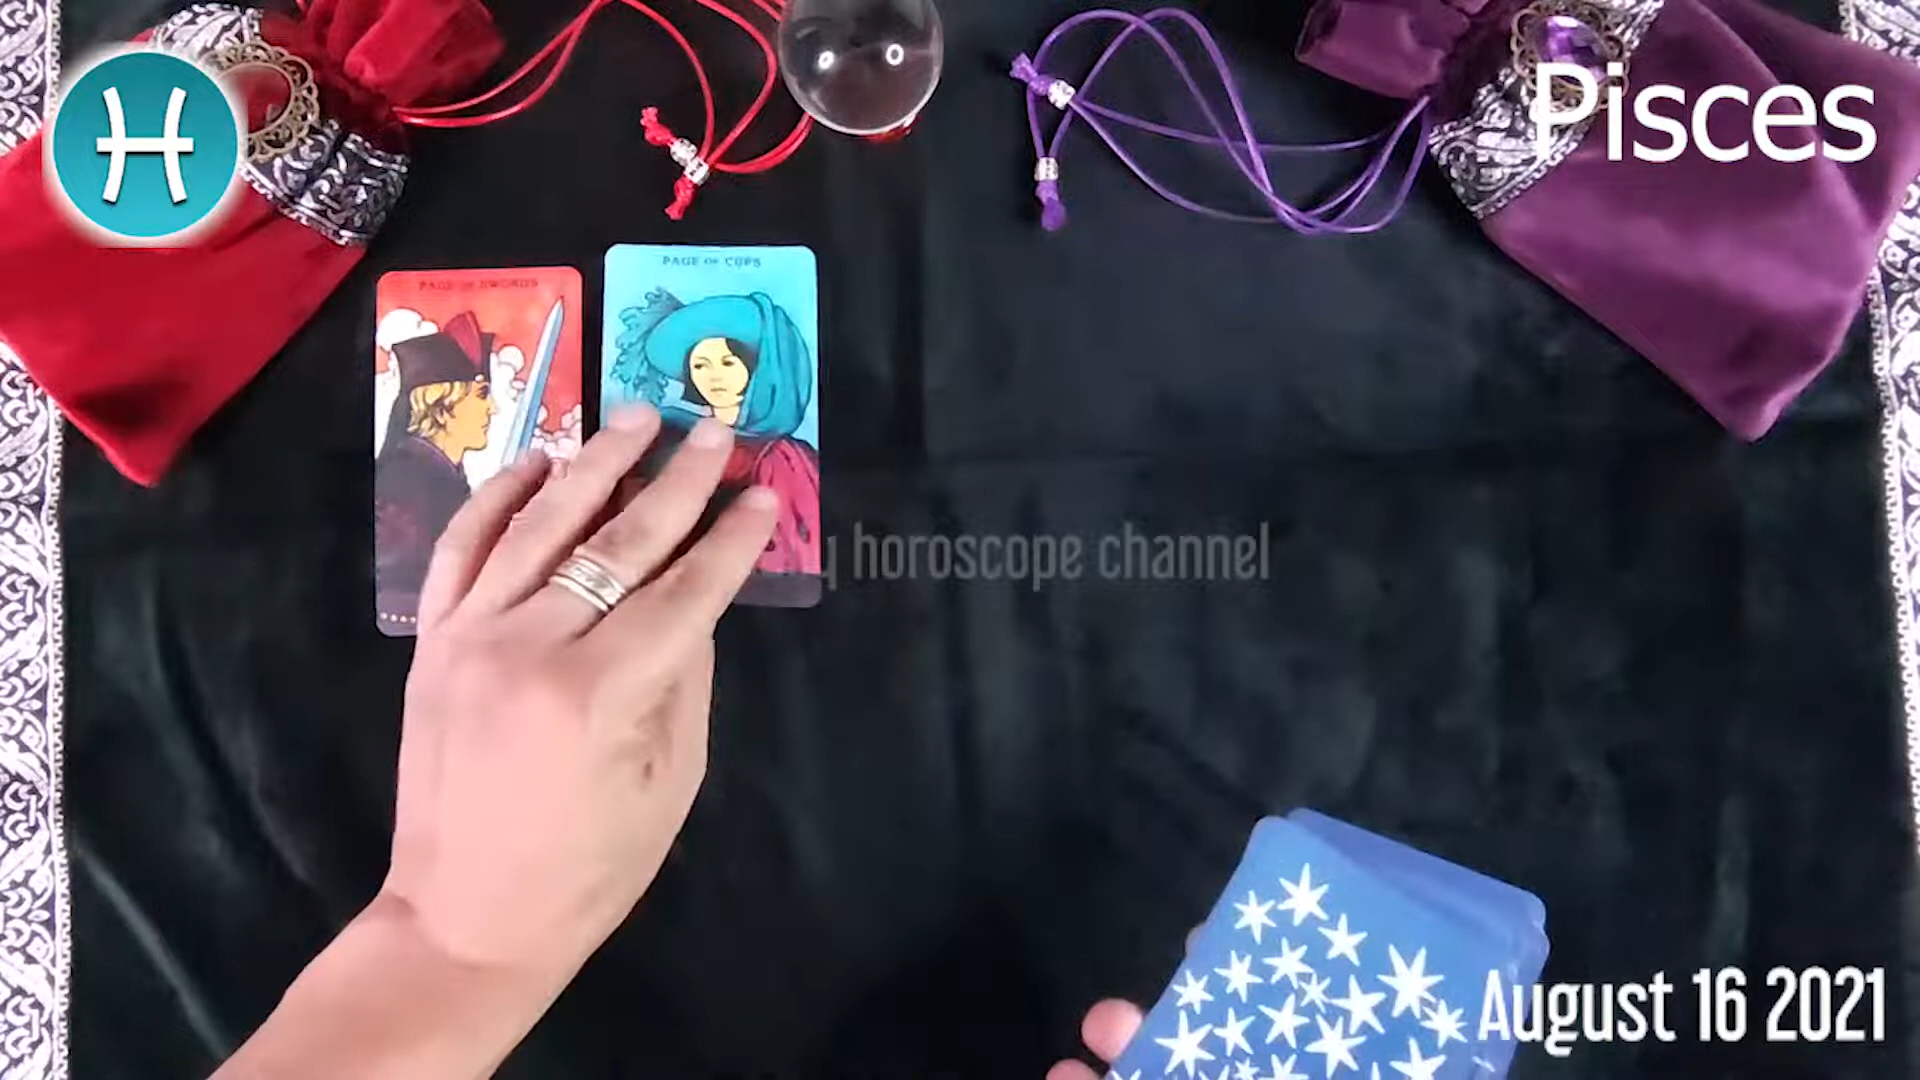 Pisces
PAGE OF SWORDS
PAGE OF CUPS
horoscope channel
August 16 2021